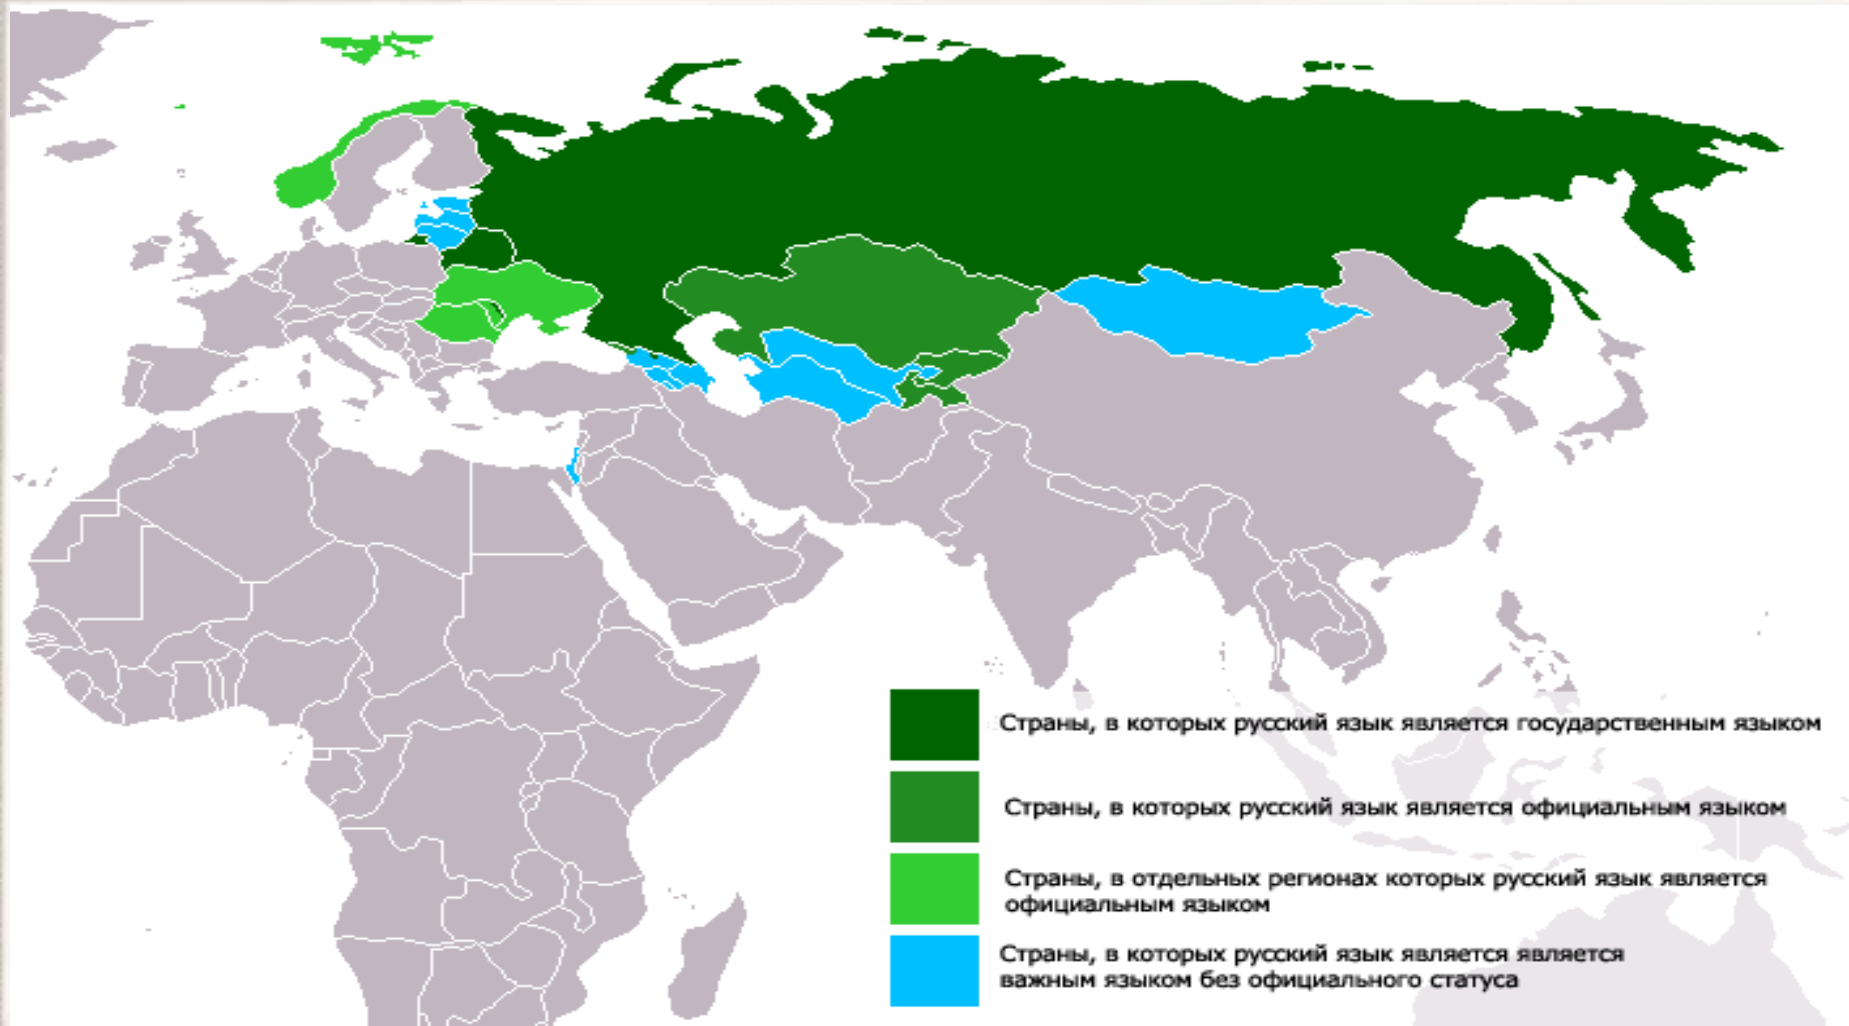 Страны, в которых русский язык является государственным языком
Страны, в которых русский язык является официальным языком
Страны, в отдельных регионах которых русский язык является
официальным языком
Страны, в которых русский язык является является
важным языком без официального статуса